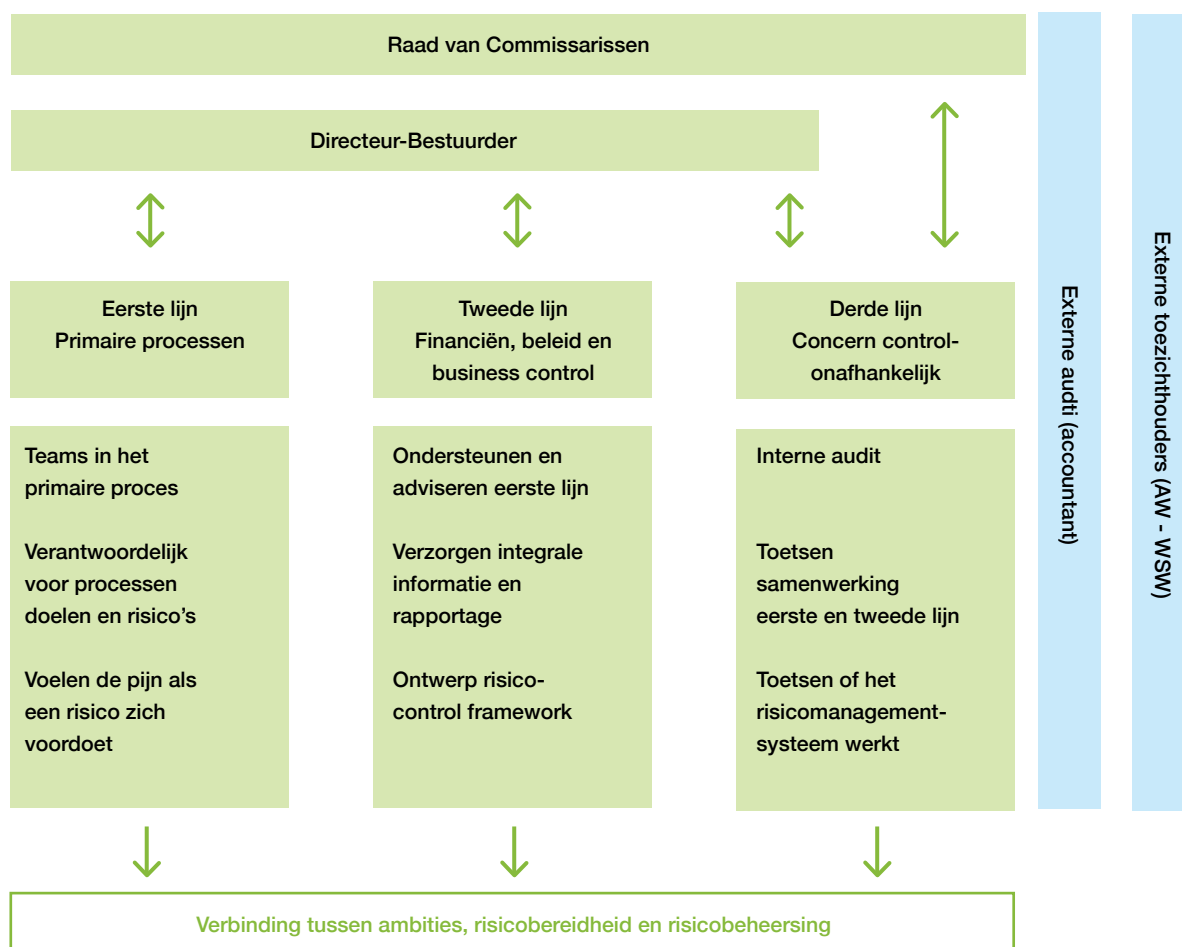 Raad van Commissarissen
Directeur-Bestuurder
Eerste lijn
Primaire processen
Tweede lijn
Financiën, beleid en
business control
Derde lijn
Concern control-
onafhankelijk
Teams in het
primaire proces
Verantwoordelijk
voor processen
doelen en risico’s
Voelen de pijn als
een risico zich
voordoet
Ondersteunen en
adviseren eerste lijn
Verzorgen integrale
informatie en
rapportage
Ontwerp risico-
control framework
Interne audit
Toetsen
samenwerking
eerste en tweede lijn
Toetsen of het
risicomanagement-
systeem werkt
Externe audti (accountant)
Externe toezichthouders (AW - WSW)
Verbinding tussen ambities, risicobereidheid en risicobeheersing